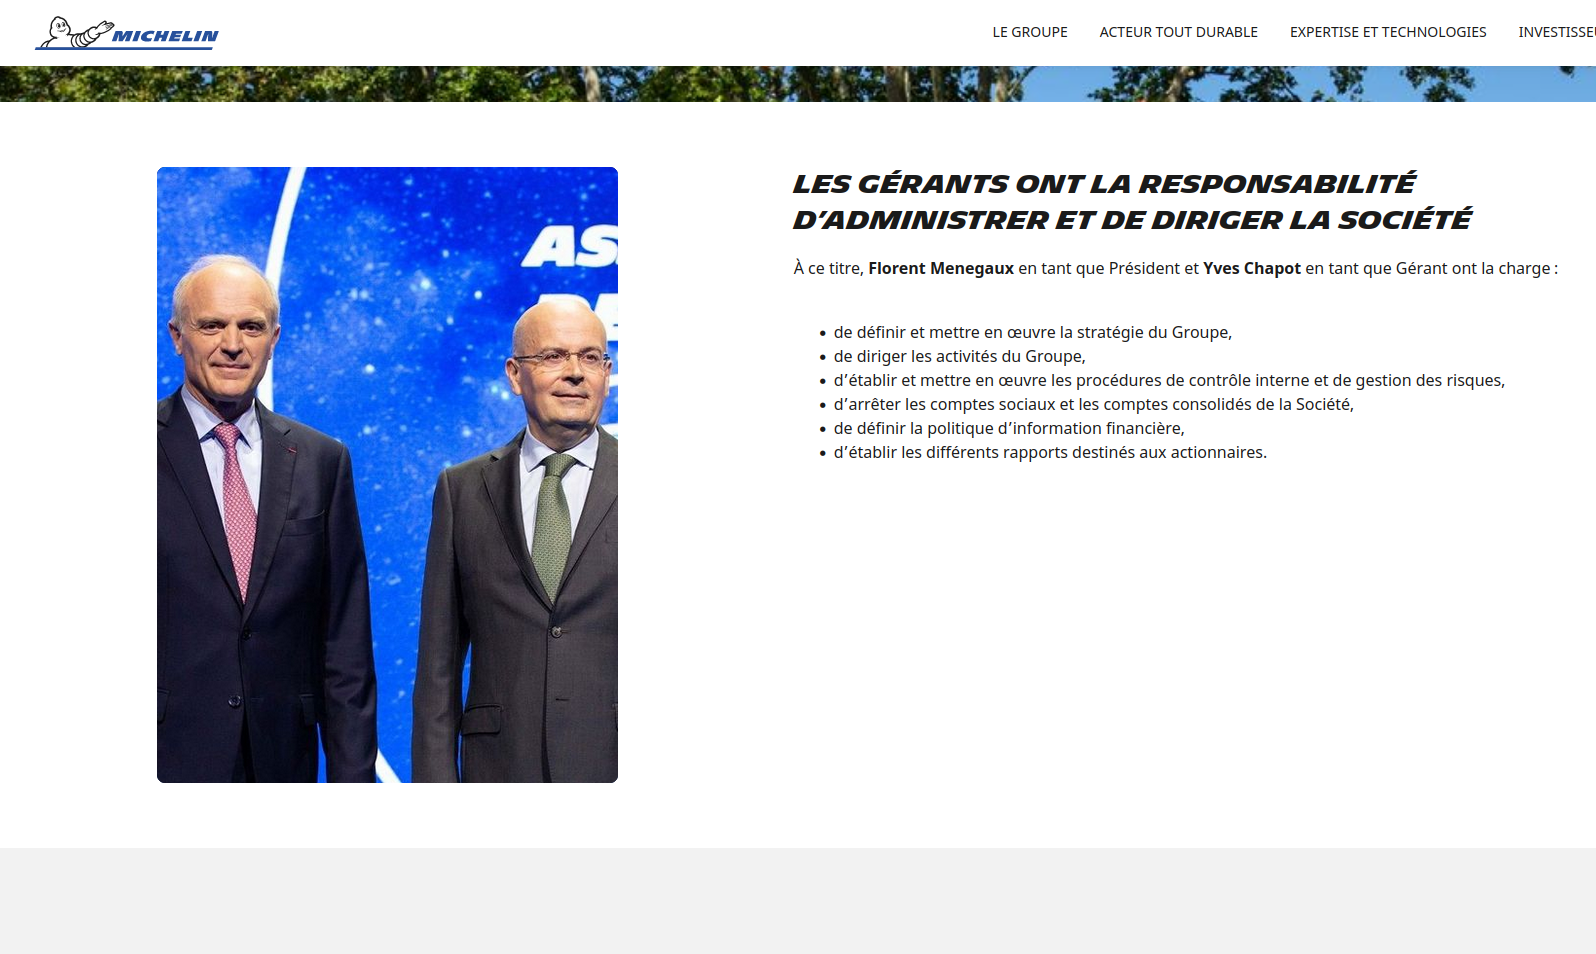 MICHELIN
LE GROUPE
ACTEUR TOUT DURABLE
EXPERTISE ET TECHNOLOGIES
INVESTISSEU
AS
LES GÉRANTS ONT LA RESPONSABILITÉ
D’ADMINISTRER ET DE DIRIGER LA SOCIÉTÉ
À ce titre, Florent Menegaux en tant que Président et Yves Chapot en tant que Gérant ont la charge :
• de définir et mettre en œuvre la stratégie du Groupe,
• de diriger les activités du Groupe,
• d’établir et mettre en œuvre les procédures de contrôle interne et de gestion des risques,
• d’arrêter les comptes sociaux et les comptes consolidés de la Société,
• de définir la politique d’information financière,
• d’établir les différents rapports destinés aux actionnaires.